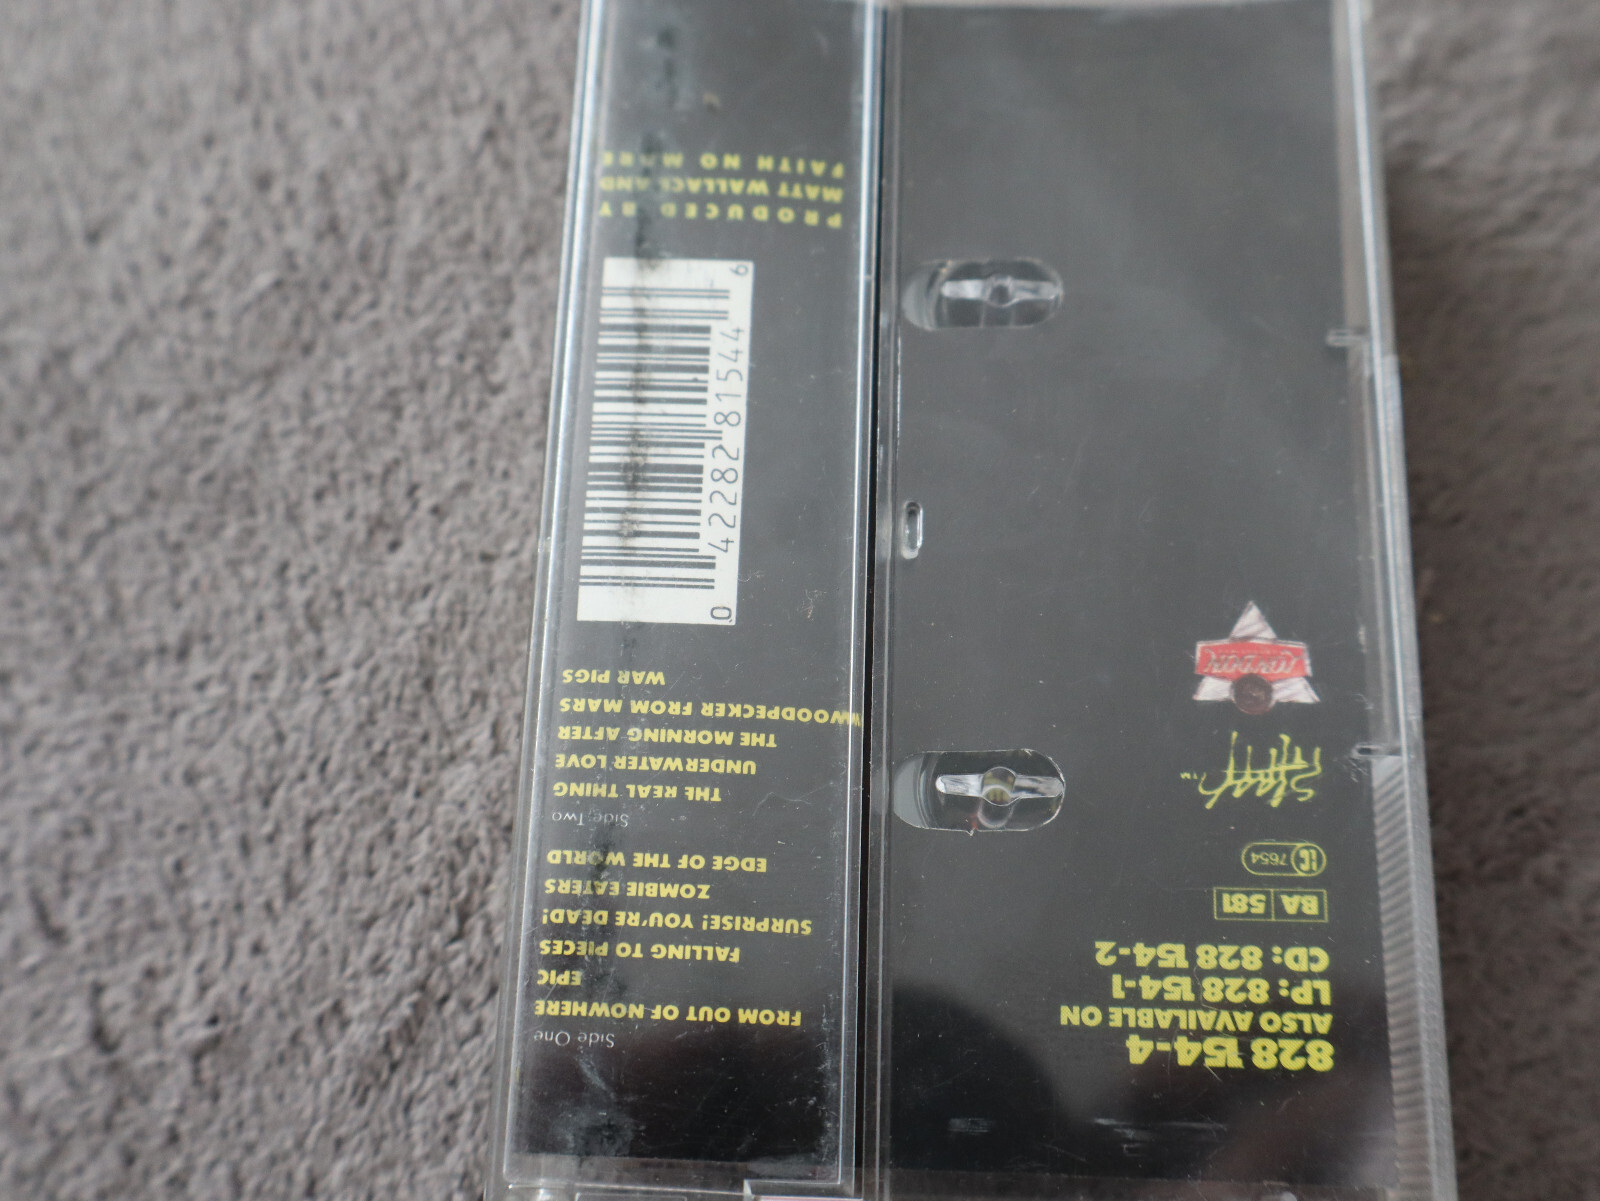 Side One
FROM OUT OF NOWHERE
EPIC
FALLING TO PIECES
SURPRISE! YOU'RE DEAD!
ZOMBIE EATERS
EDGE OF THE WORLD
Side Two
THE REAL THING
UNDERWATER LOVE
THE MORNING AFTER
WOODPECKER FROM MARS
WAR PIGS
0 42282 81544 6
PRODUCED BY
MATT WALLACE AND
FAITH NO MORE
828 154-4
ALSO AVAILABLE ON
LP: 828 154-1
CD: 828 154-2
BA 581
LC 7654
Slash ™
LONDON